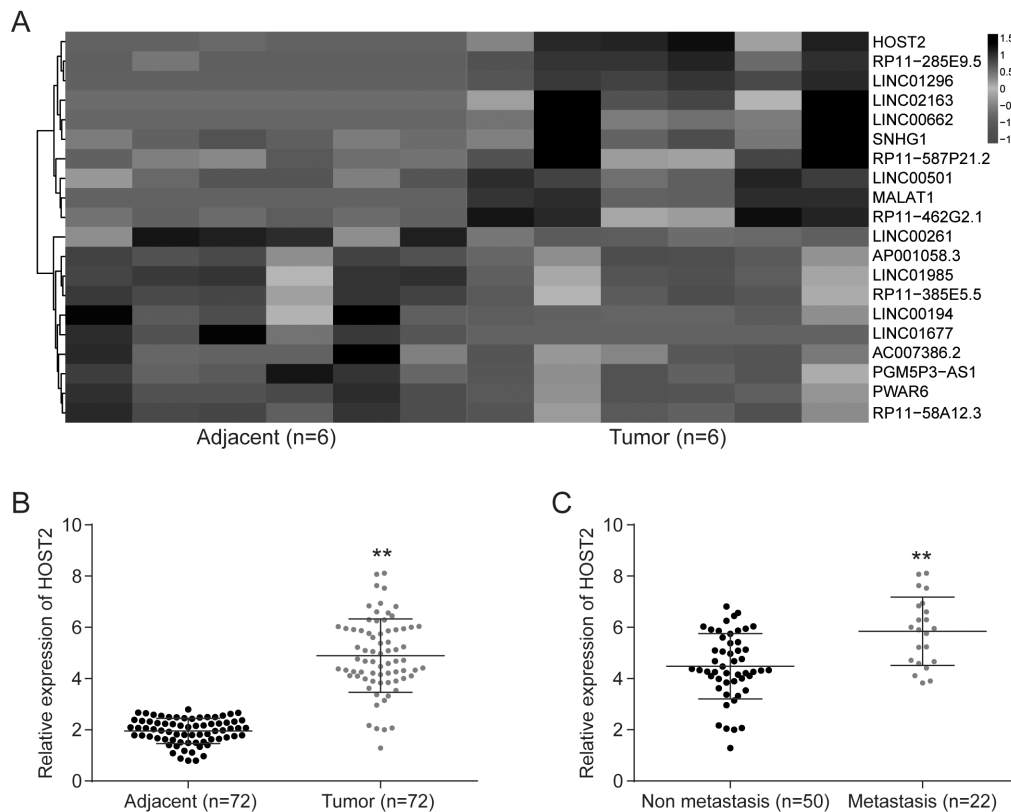 A
HOST2
RP11−285E9.5
LINC01296
LINC02163
LINC00662
SNHG1
RP11−587P21.2
LINC00501
MALAT1
RP11−462G2.1
LINC00261
AP001058.3
LINC01985
RP11−385E5.5
LINC00194
LINC01677
AC007386.2
PGM5P3−AS1
PWAR6
RP11−58A12.3
1.5
1
0.5
0
−0.5
−1
Adjacent (n=6)
Tumor (n=6)
B
Relative expression of HOST2
10
8
6
4
2
0
**
Adjacent (n=72)
Tumor (n=72)
C
Relative expression of HOST2
10
8
6
4
2
0
**
Non metastasis (n=50)
Metastasis (n=22)